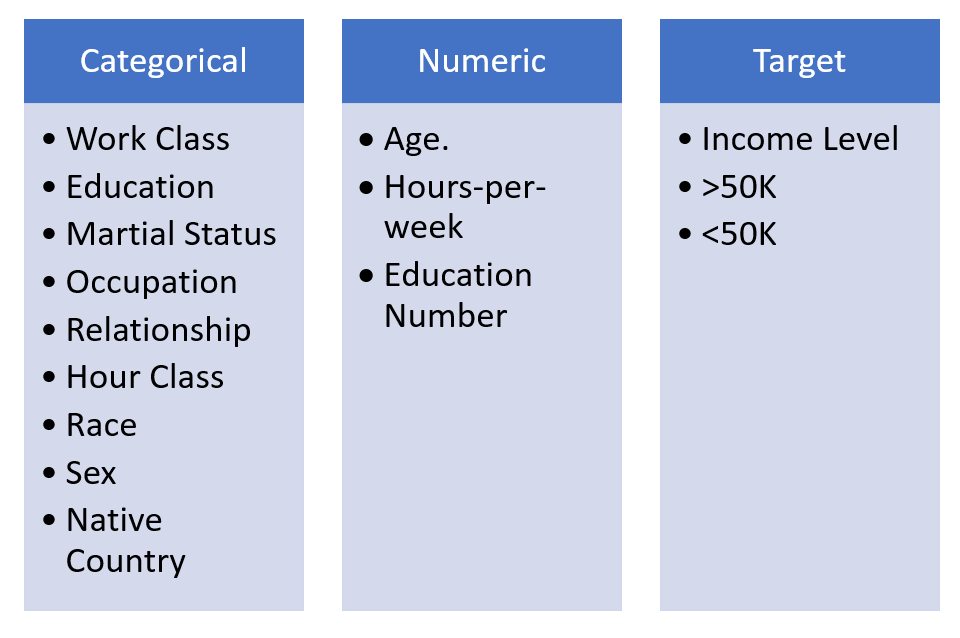 Categorical
• Work Class
• Education
• Martial Status
• Occupation
• Relationship
• Hour Class
• Race
• Sex
• Native
Country
Numeric
• Age.
• Hours-per-
week
• Education
Number
Target
• Income Level
• >50K
• <50K